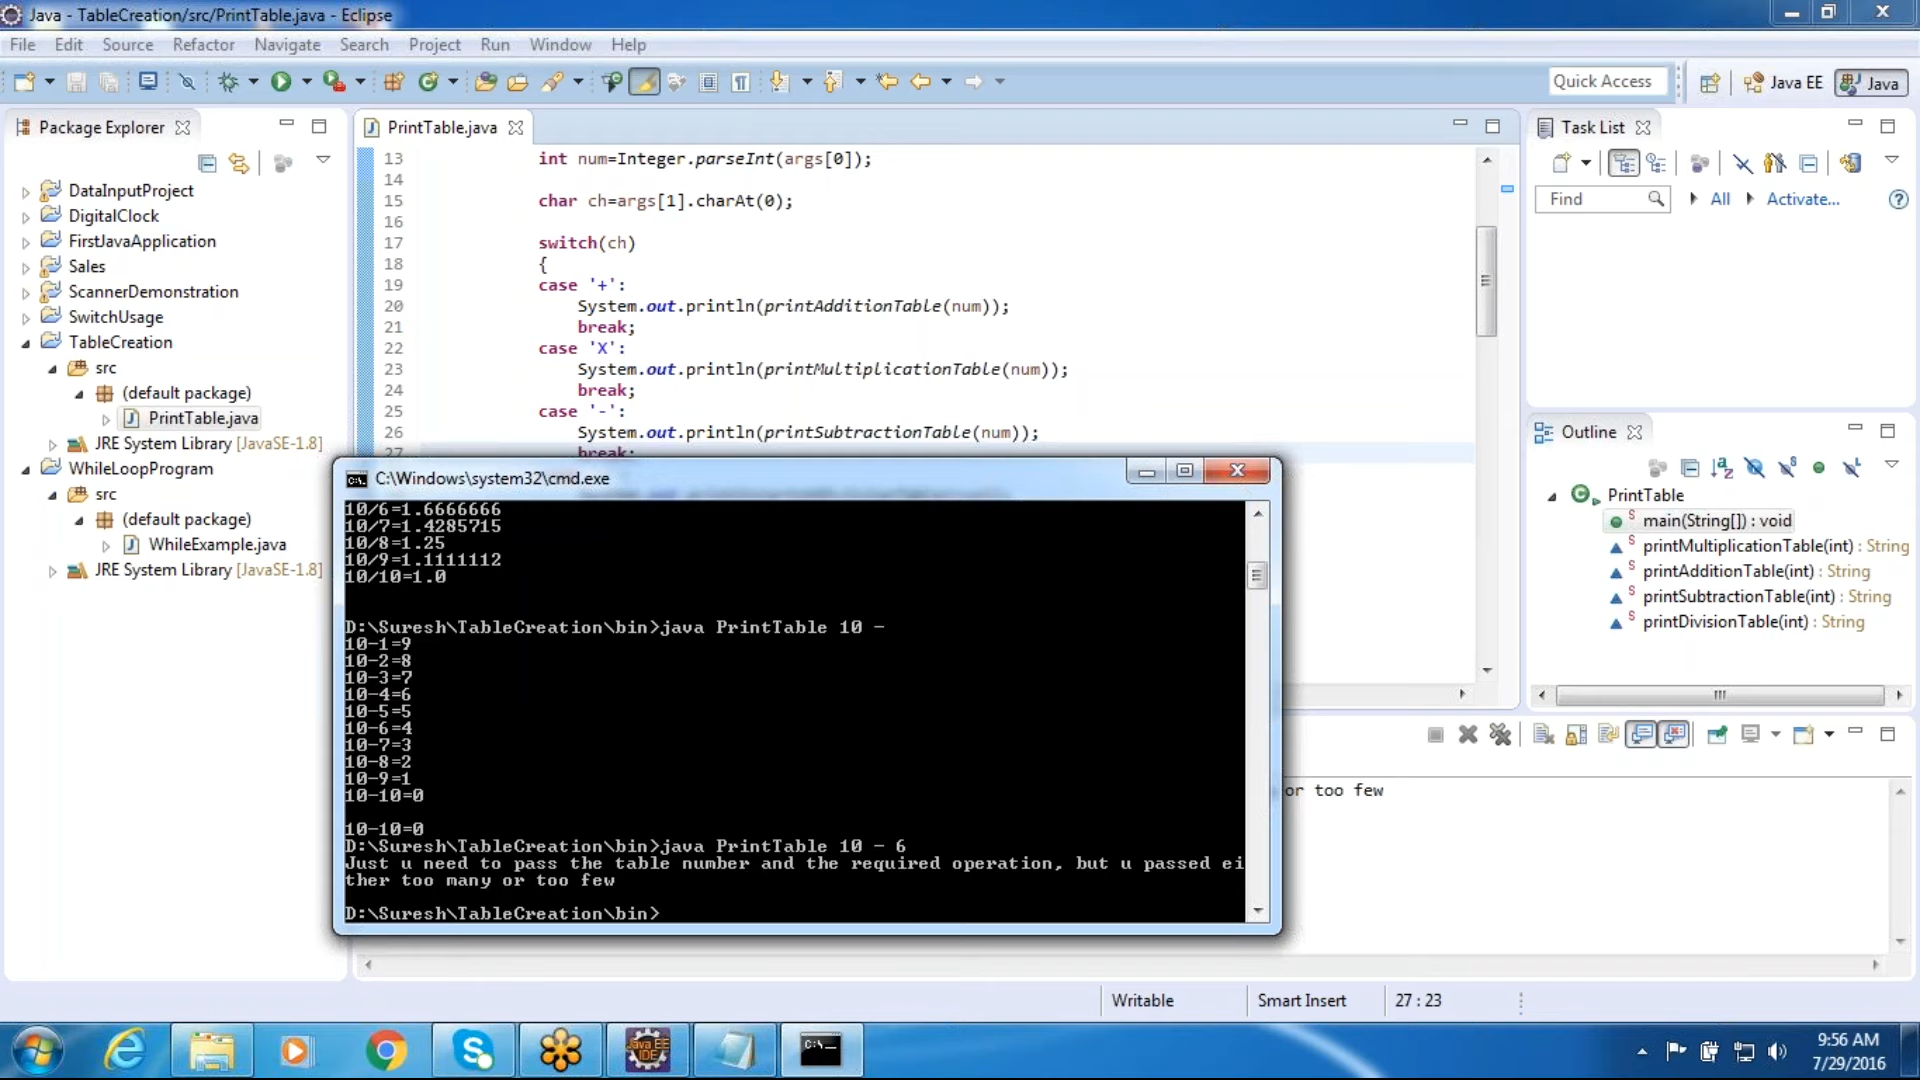 Java - TableCreation/src/PrintTable.java - Eclipse
File Edit Source Refactor Navigate Search Project Run Window Help
Quick Access
Java EE
Java
Package Explorer
DataInputProject
DigitalClock
FirstJavaApplication
Sales
ScannerDemonstration
SwitchUsage
TableCreation
src
(default package)
PrintTable.java
JRE System Library [JavaSE-1.8]
WhileLoopProgram
src
(default package)
WhileExample.java
JRE System Library [JavaSE-1.8]
PrintTable.java
13 int num=Integer.parseInt(args[0]);
14
15 char ch=args[1].charAt(0);
16
17 switch(ch)
18 {
19 case '+':
20 System.out.println(printAdditionTable(num));
21 break;
22 case 'X':
23 System.out.println(printMultiplicationTable(num));
24 break;
25 case '-':
26 System.out.println(printSubtractionTable(num));
27 break;
C:\Windows\system32\cmd.exe
10/6=1.6666666
10/7=1.4285715
10/8=1.25
10/9=1.1111112
10/10=1.0
D:\Suresh\TableCreation\bin>java PrintTable 10 -
10-1=9
10-2=8
10-3=7
10-4=6
10-5=5
10-6=4
10-7=3
10-8=2
10-9=1
10-10=0
10-10=0
D:\Suresh\TableCreation\bin>java PrintTable 10 - 6
Just u need to pass the table number and the required operation, but u passed ei
ther too many or too few
D:\Suresh\TableCreation\bin>
Task List
Find
All
Activate...
Outline
PrintTable
main(String[]) : void
printMultiplicationTable(int) : String
printAdditionTable(int) : String
printSubtractionTable(int) : String
printDivisionTable(int) : String
or too few
Writable
Smart Insert
27 : 23
Java EE
IDE
C:\
9:56 AM
7/29/2016